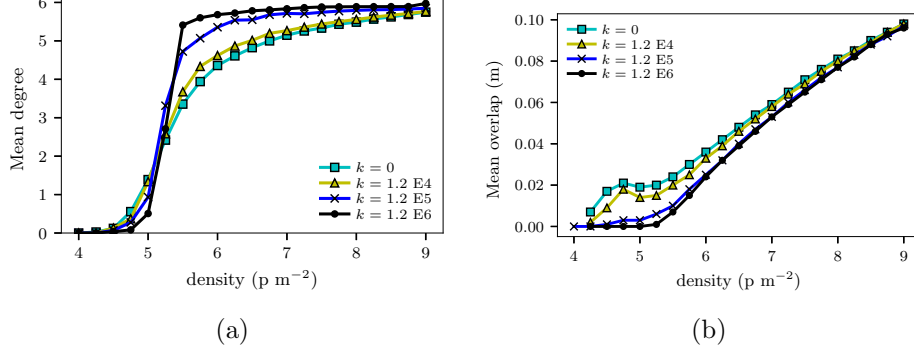 6
5
4
3
2
1
0
Mean degree
k = 0
k = 1.2 E4
k = 1.2 E5
k = 1.2 E6
4 5 6 7 8 9
density (p m⁻²)
(a)
0.10
0.08
0.06
0.04
0.02
0.00
Mean overlap (m)
k = 0
k = 1.2 E4
k = 1.2 E5
k = 1.2 E6
4 5 6 7 8 9
density (p m⁻²)
(b)